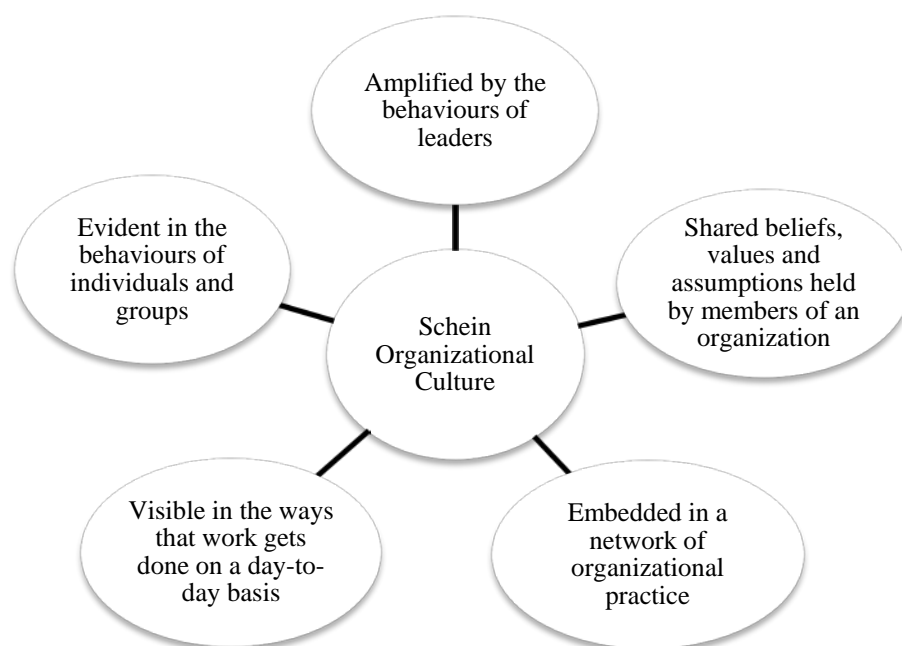 Amplified by the
behaviours of
leaders
Evident in the
behaviours of
individuals and
groups
Shared beliefs,
values and
assumptions held
by members of an
organization
Schein
Organizational
Culture
Visible in the ways
that work gets
done on a day-to-
day basis
Embedded in a
network of
organizational
practice